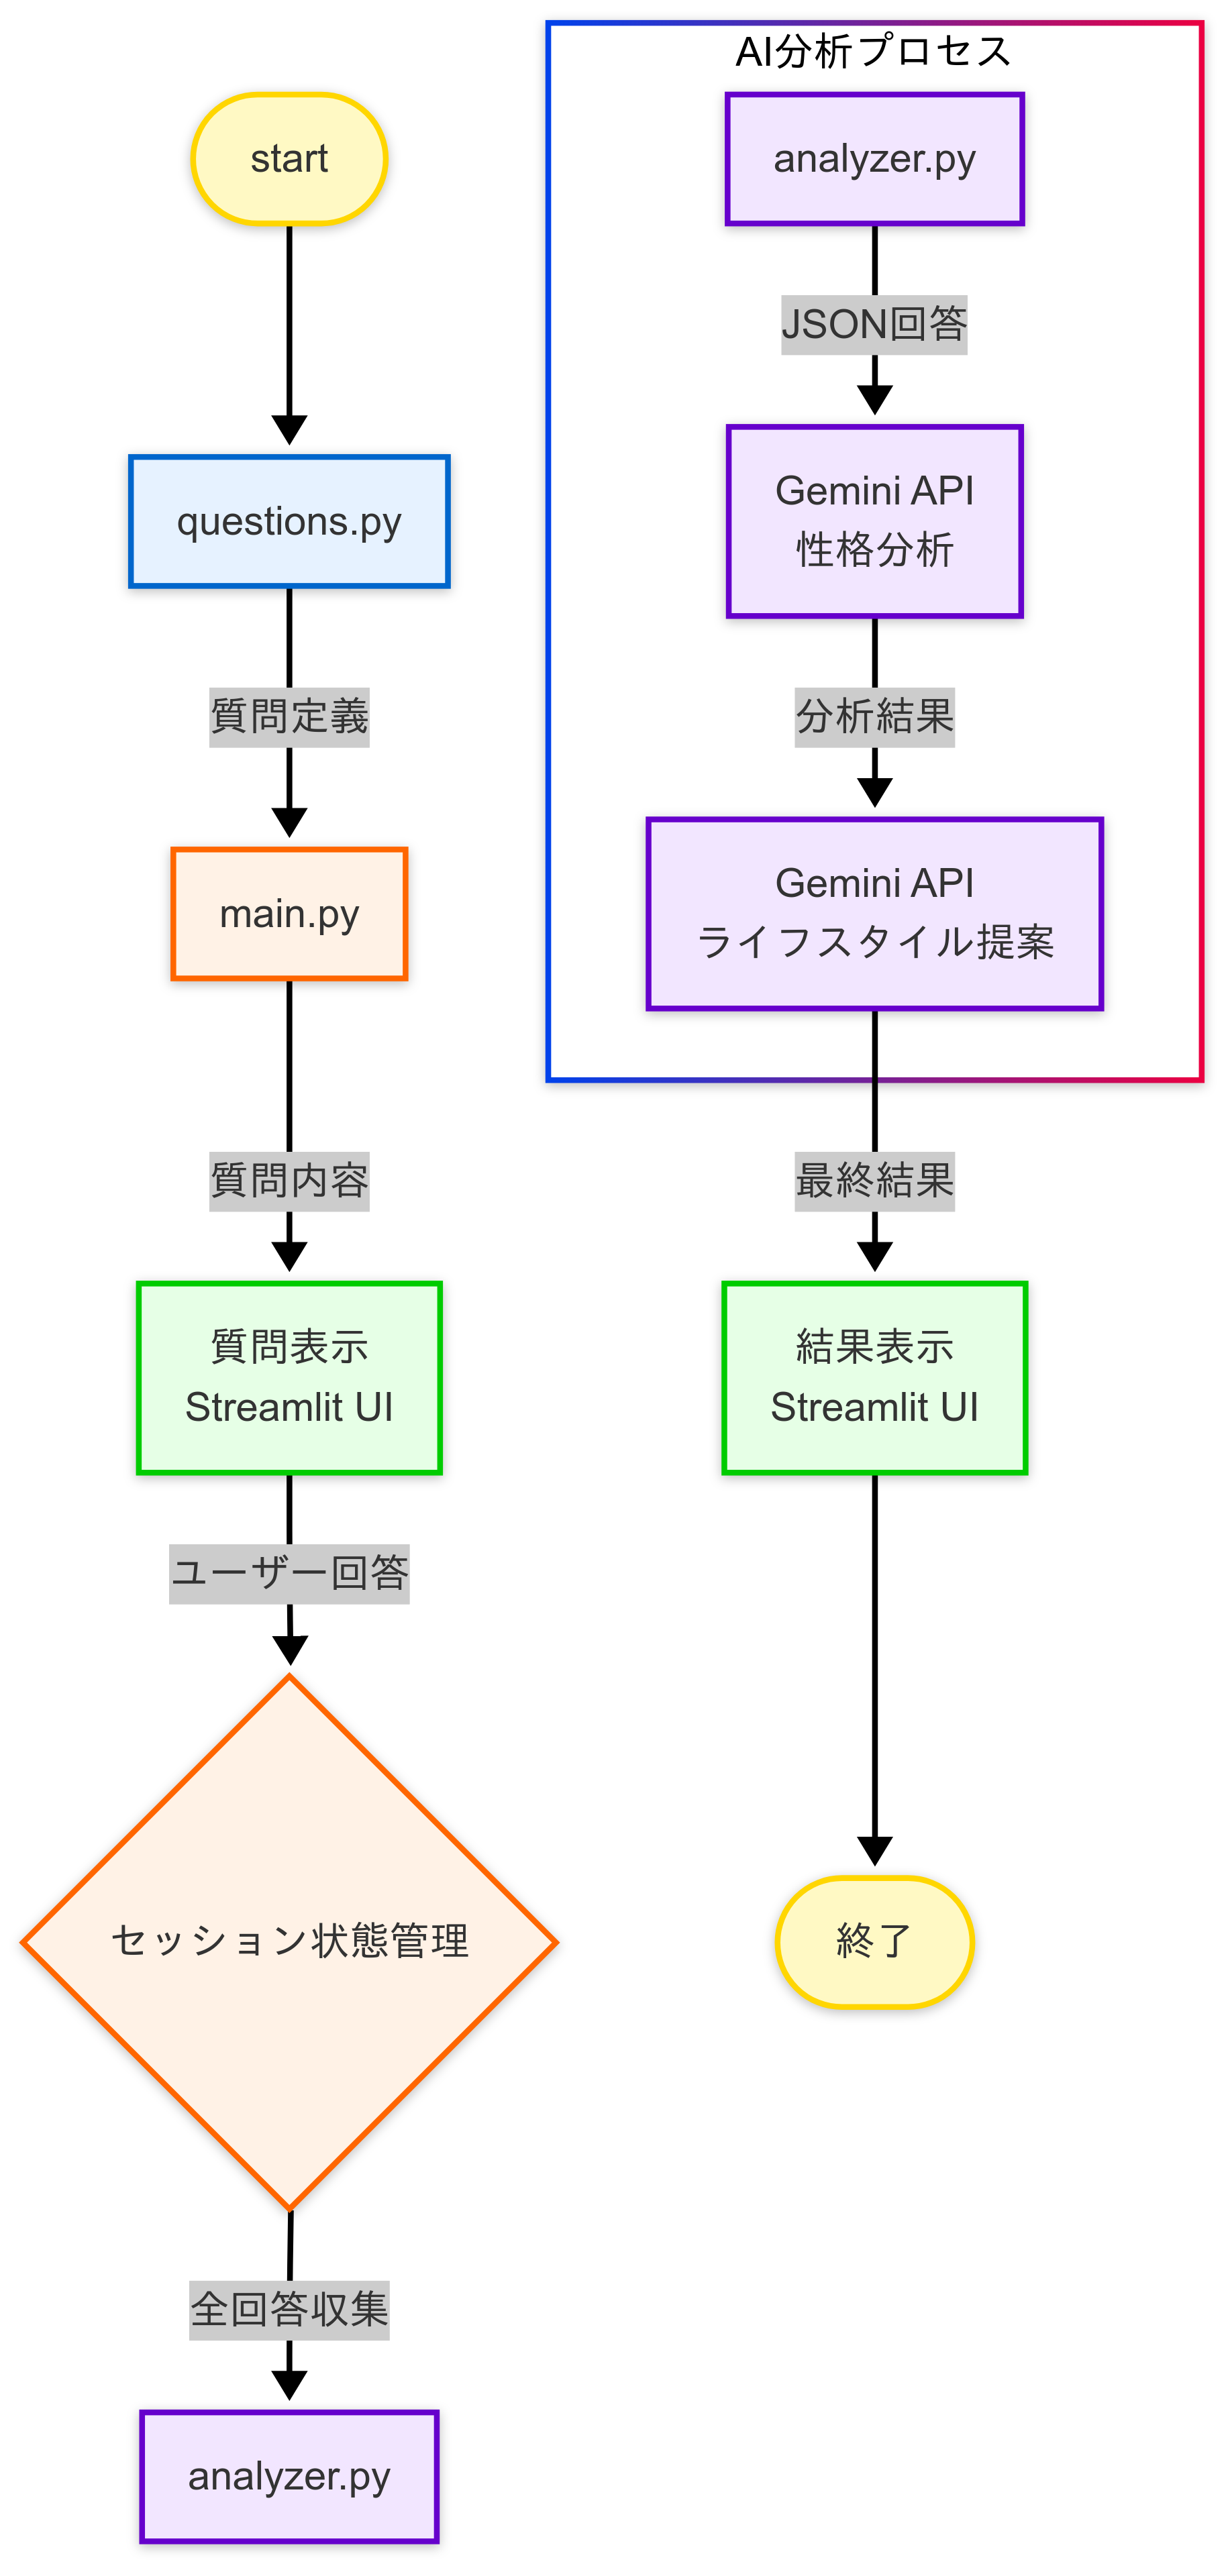 start
questions.py
質問定義
main.py
質問内容
質問表示
Streamlit UI
ユーザー回答
セッション状態管理
全回答収集
analyzer.py
AI分析プロセス
analyzer.py
JSON回答
Gemini API
性格分析
分析結果
Gemini API
ライフスタイル提案
最終結果
結果表示
Streamlit UI
終了